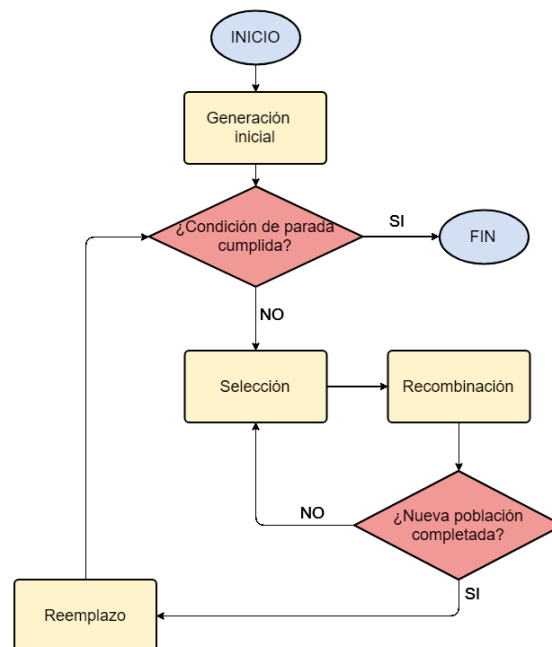 INICIO
Generación
inicial
¿Condición de parada
cumplida?
SI
FIN
NO
Selección
Recombinación
¿Nueva población
completada?
NO
SI
Reemplazo